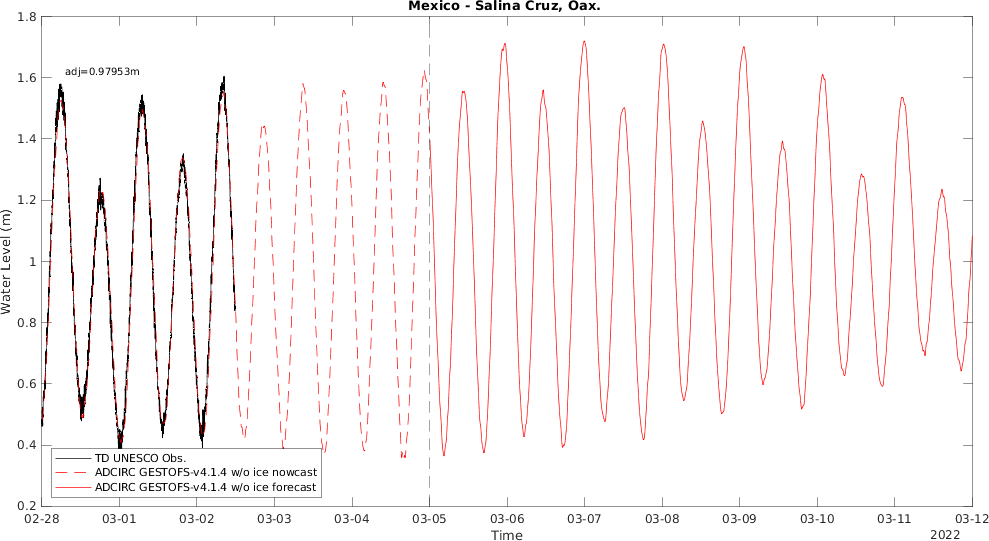 Mexico - Salina Cruz, Oax.
1.8
adj=0.97953m
1.6
1.4
1.2
1
0.8
0.6
0.4
0.2
Water Level (m)
TD UNESCO Obs.
ADCIRC GESTOFS-v4.1.4 w/o ice nowcast
ADCIRC GESTOFS-v4.1.4 w/o ice forecast
02-28 03-01 03-02 03-03 03-04 03-05 03-06 03-07 03-08 03-09 03-10 03-11 03-12
Time
2022